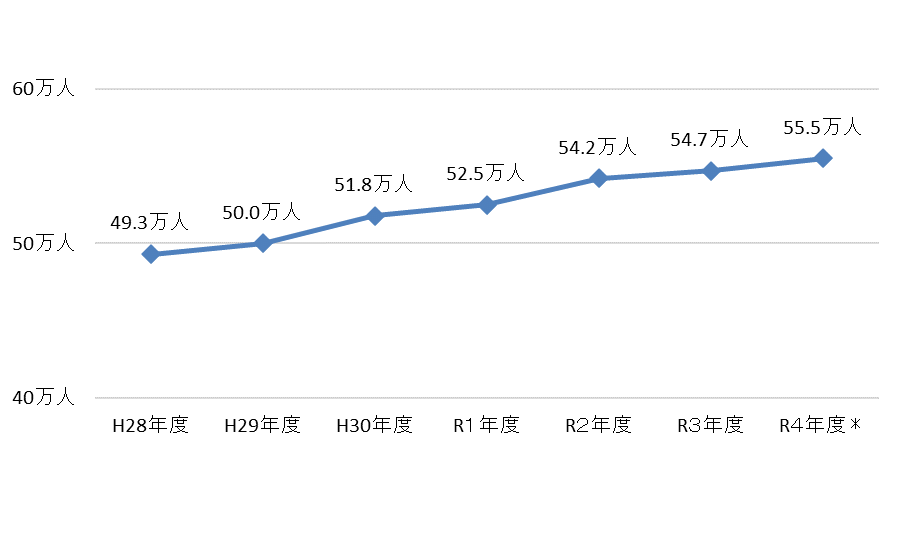 60万人
55.5万人
54.7万人
54.2万人
52.5万人
51.8万人
50.0万人
49.3万人
50万人
40万人
H28年度 H29年度 H30年度 R1年度 R2年度 R3年度 R4年度＊